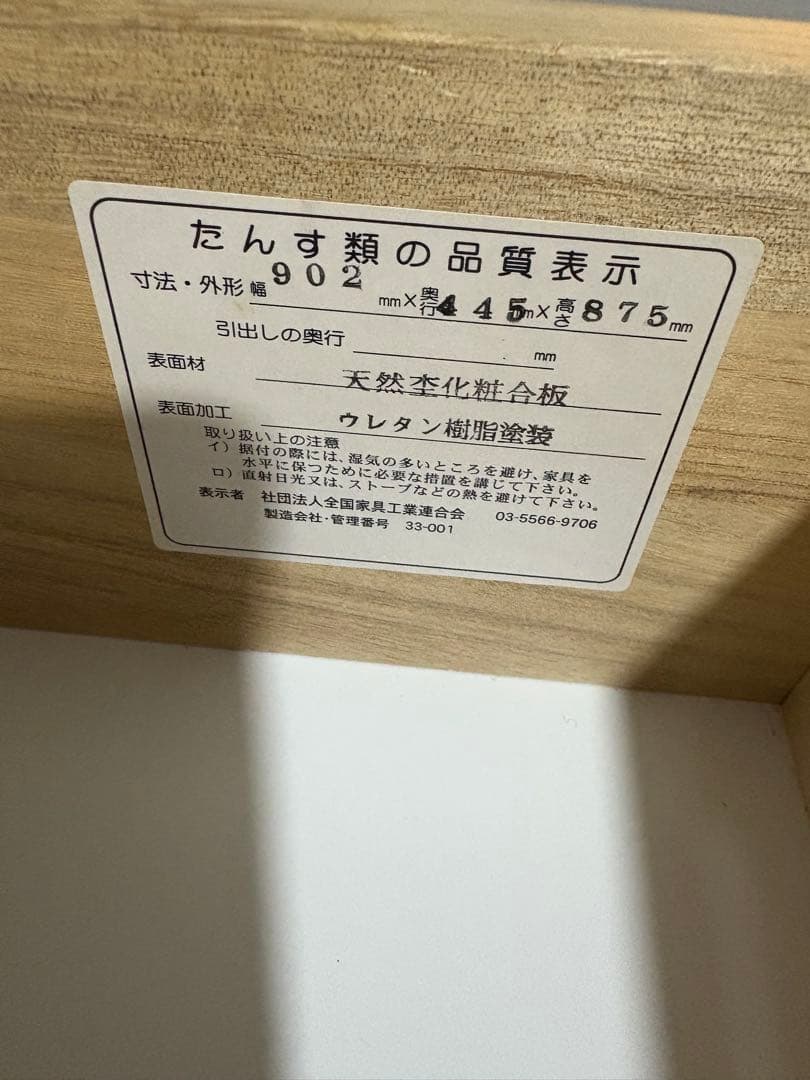 たんす類の品質表示
寸法・外形 幅 902 mm×奥行 445 mm×高さ 875 mm
引出しの奥行 mm
表面材 天然杢化粧合板
表面加工 ウレタン樹脂塗装
取り扱い上の注意
イ）据付の際には、湿気の多いところを避け、家具を
水平に保つために必要な措置を講じて下さい。
ロ）直射日光又は、ストーブなどの熱を避けて下さい。
表示者 社団法人全国家具工業連合会 03-5566-9706
製造会社・管理番号 33-001